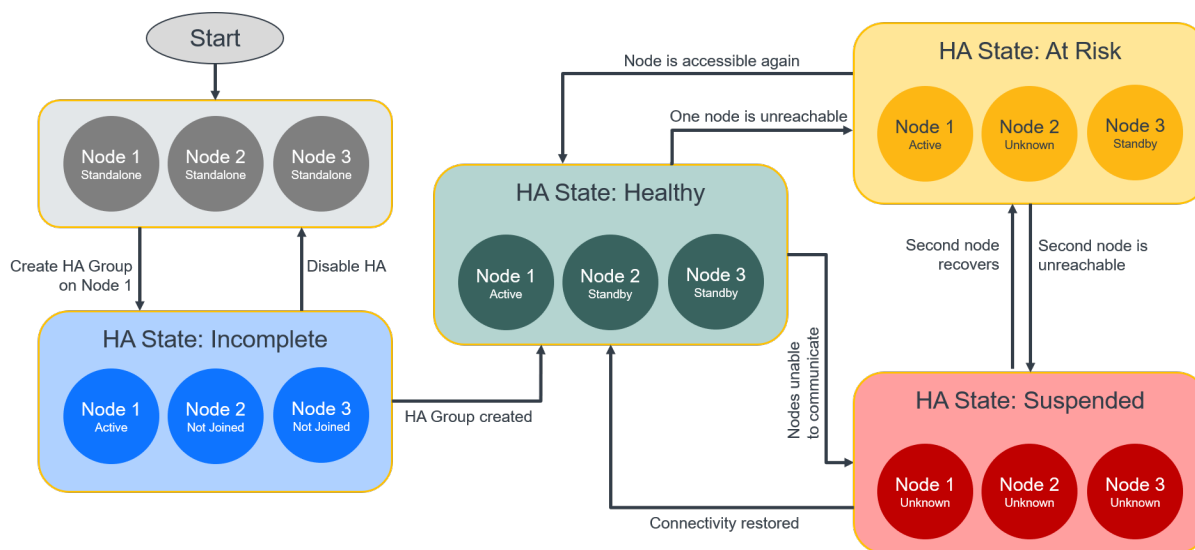 Start
Node 1
Standalone
Node 2
Standalone
Node 3
Standalone
Create HA Group
on Node 1
Disable HA
HA State: Incomplete
Node 1
Active
Node 2
Not Joined
Node 3
Not Joined
HA Group created
HA State: Healthy
Node 1
Active
Node 2
Standby
Node 3
Standby
Node is accessible again
One node is unreachable
HA State: At Risk
Node 1
Active
Node 2
Unknown
Node 3
Standby
Second node
recovers
Second node is
unreachable
Nodes unable
to communicate
Connectivity restored
HA State: Suspended
Node 1
Unknown
Node 2
Unknown
Node 3
Unknown